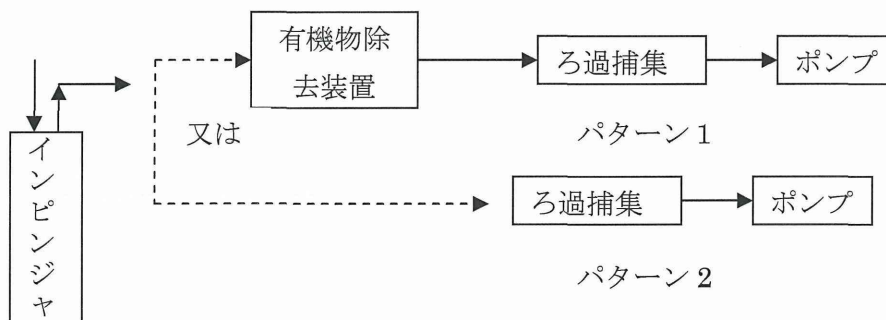 有機物除
去装置
ろ過捕集
ポンプ
又は
パターン 1
インピンジャ
ろ過捕集
ポンプ
パターン 2